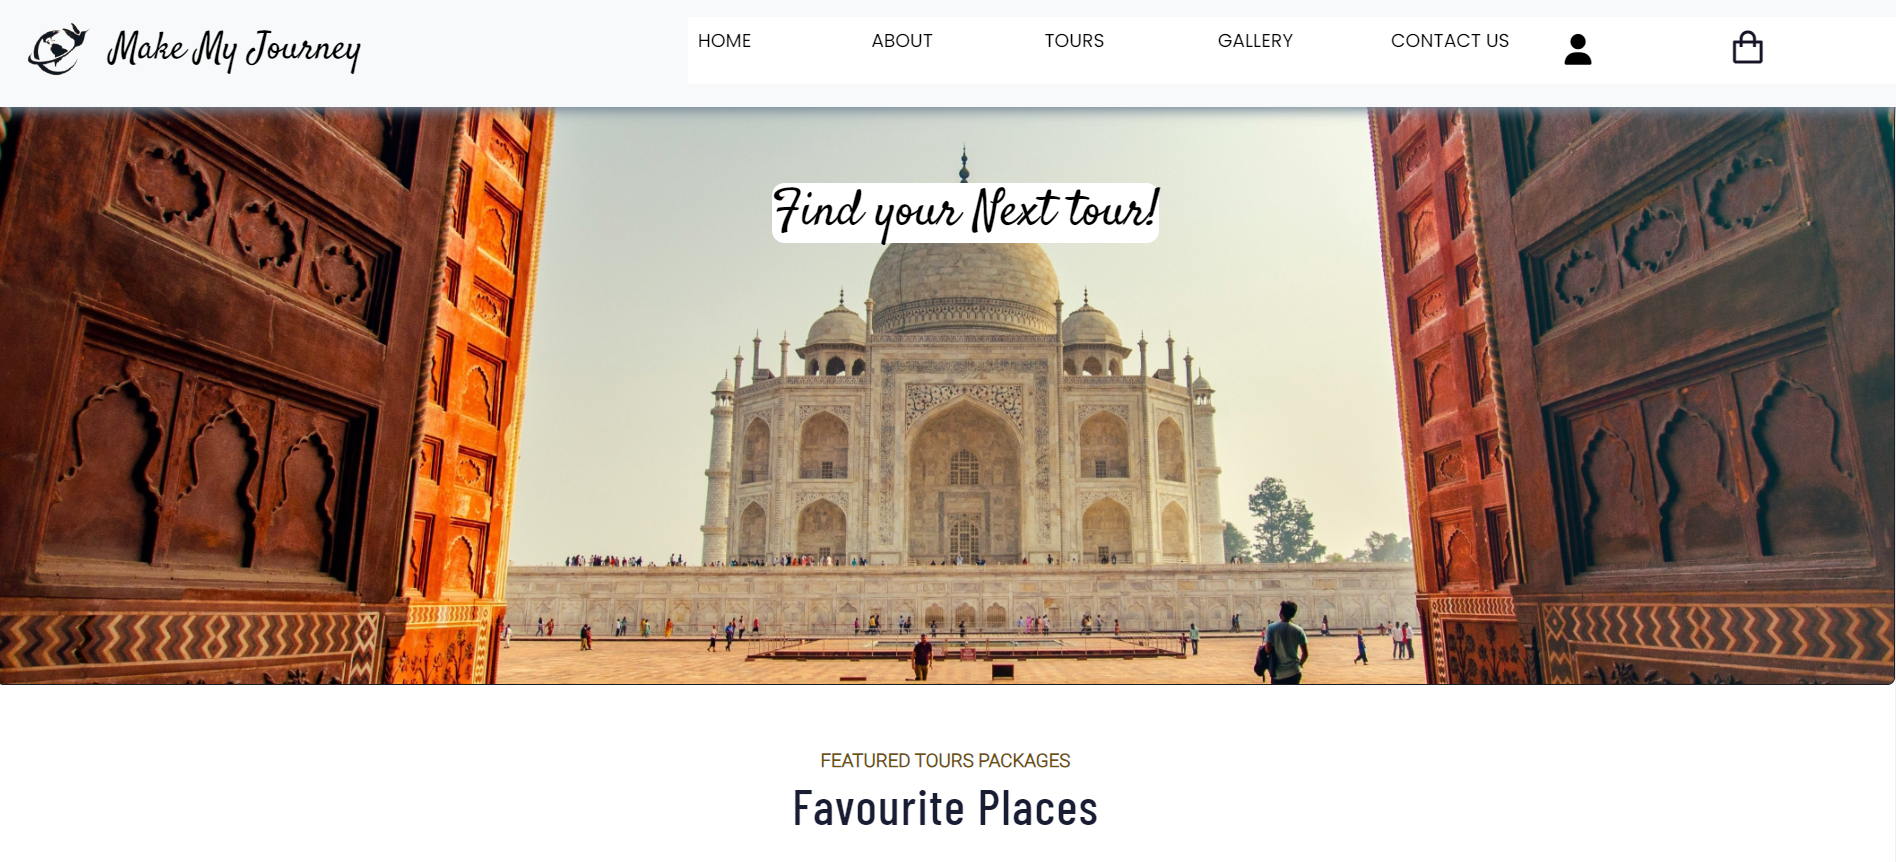 Make My Journey
HOME ABOUT TOURS GALLERY CONTACT US
Find your Next tour!
FEATURED TOURS PACKAGES
Favourite Places